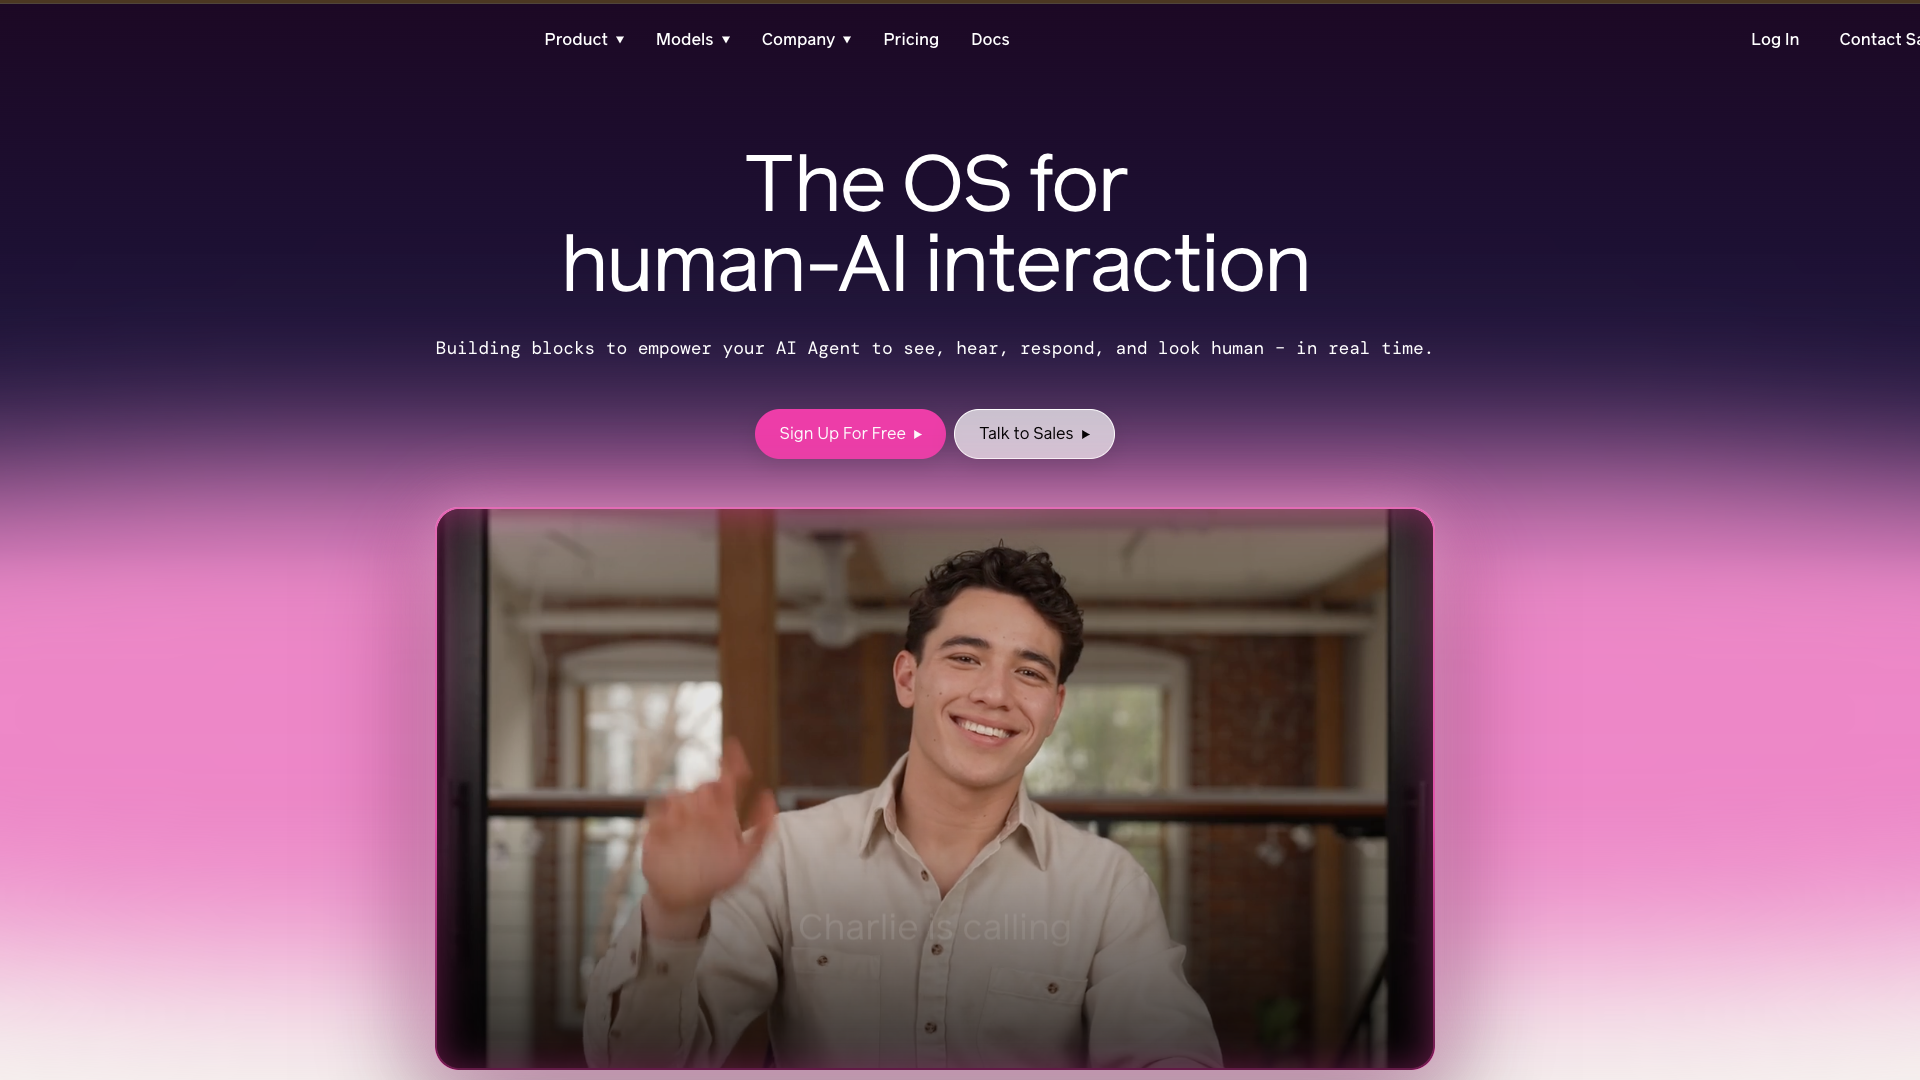 Product ▼ Models ▼ Company ▼ Pricing Docs Log In Contact
The OS for
human-AI interaction
Building blocks to empower your AI Agent to see, hear, respond, and look human – in real time.
Sign Up For Free ▶ Talk to Sales ▶
Charlie is calling